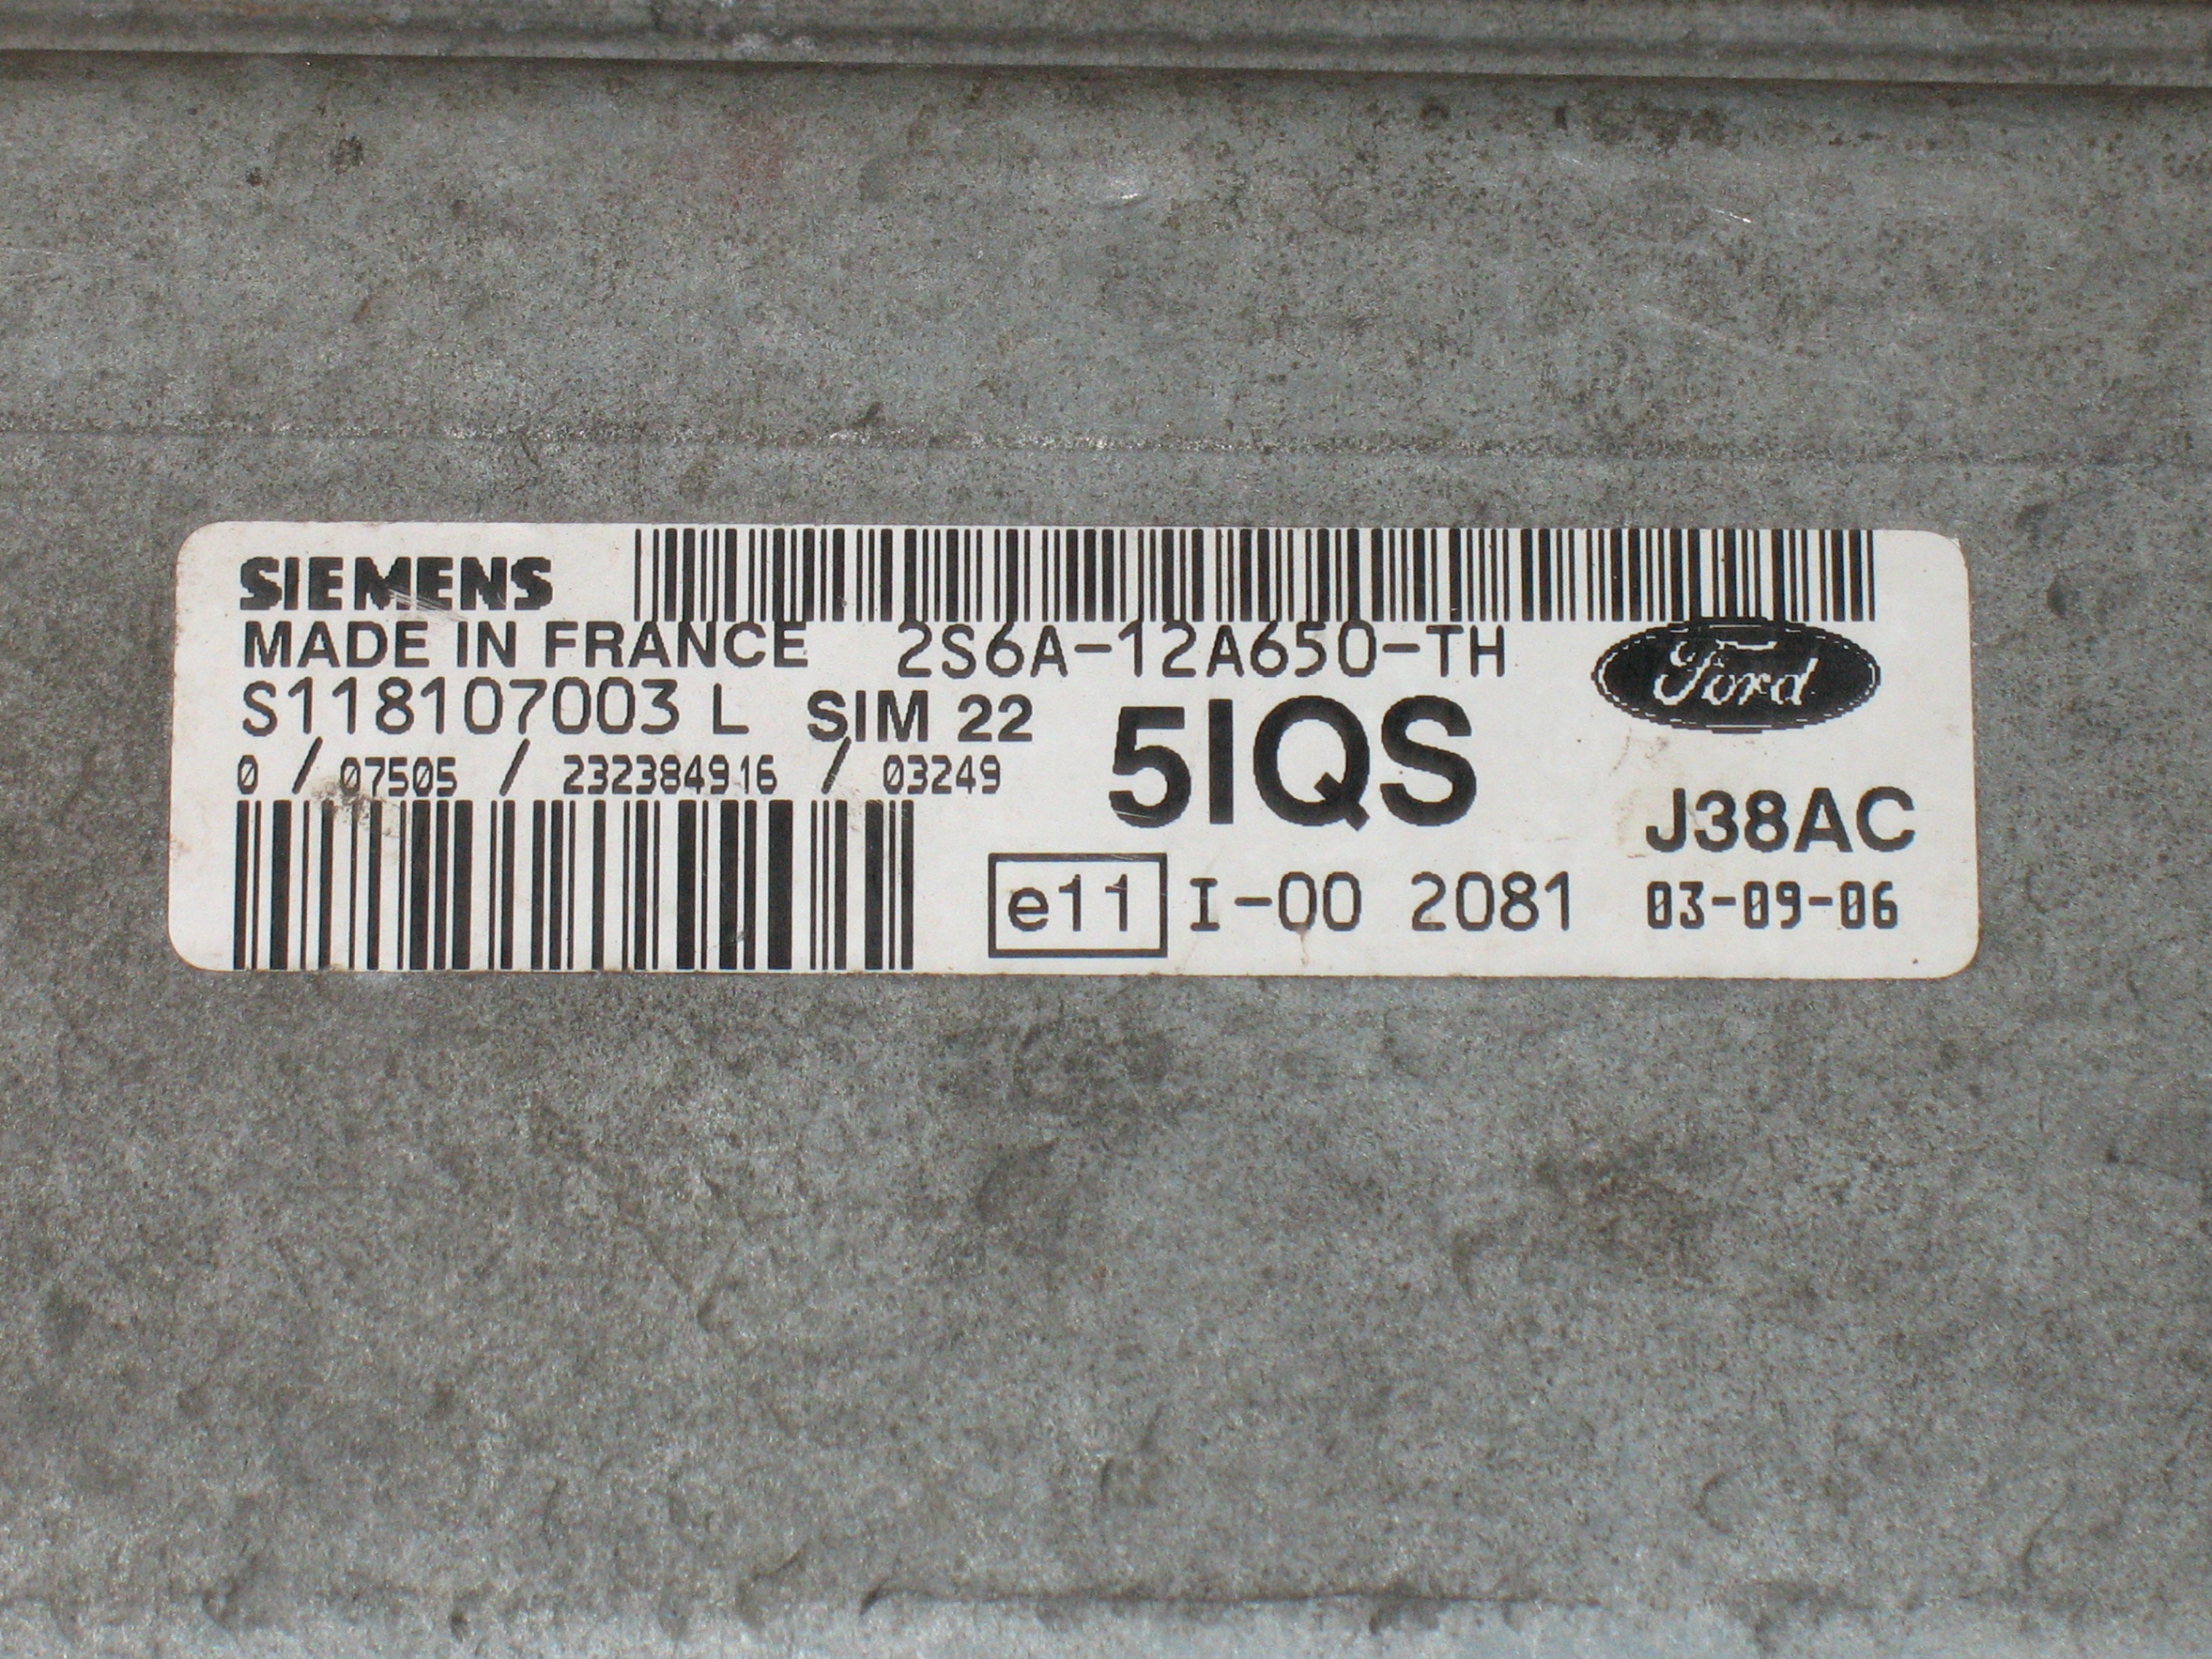 SIEMENS
MADE IN FRANCE 2S6A-12A650-TH
Ford
S118107003 L SIM 22
5IQS
0 / 07505 / 232384916 / 03249
J38AC
e11 I-00 2081 03-09-06